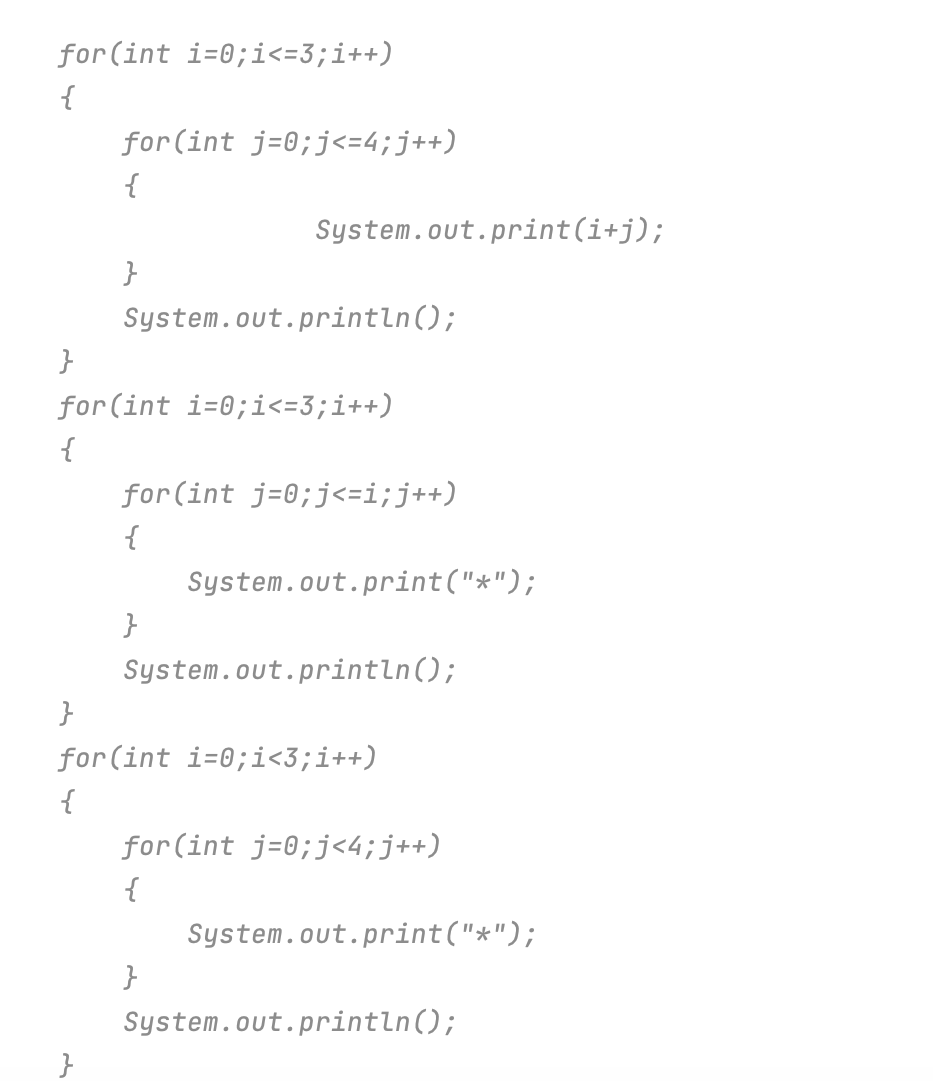 for(int i=0;i<=3;i++)
{
    for(int j=0;j<=4;j++)
    {
                System.out.print(i+j);
    }
    System.out.println();
}
for(int i=0;i<=3;i++)
{
    for(int j=0;j<=i;j++)
    {
        System.out.print("*");
    }
    System.out.println();
}
for(int i=0;i<3;i++)
{
    for(int j=0;j<4;j++)
    {
        System.out.print("*");
    }
    System.out.println();
}